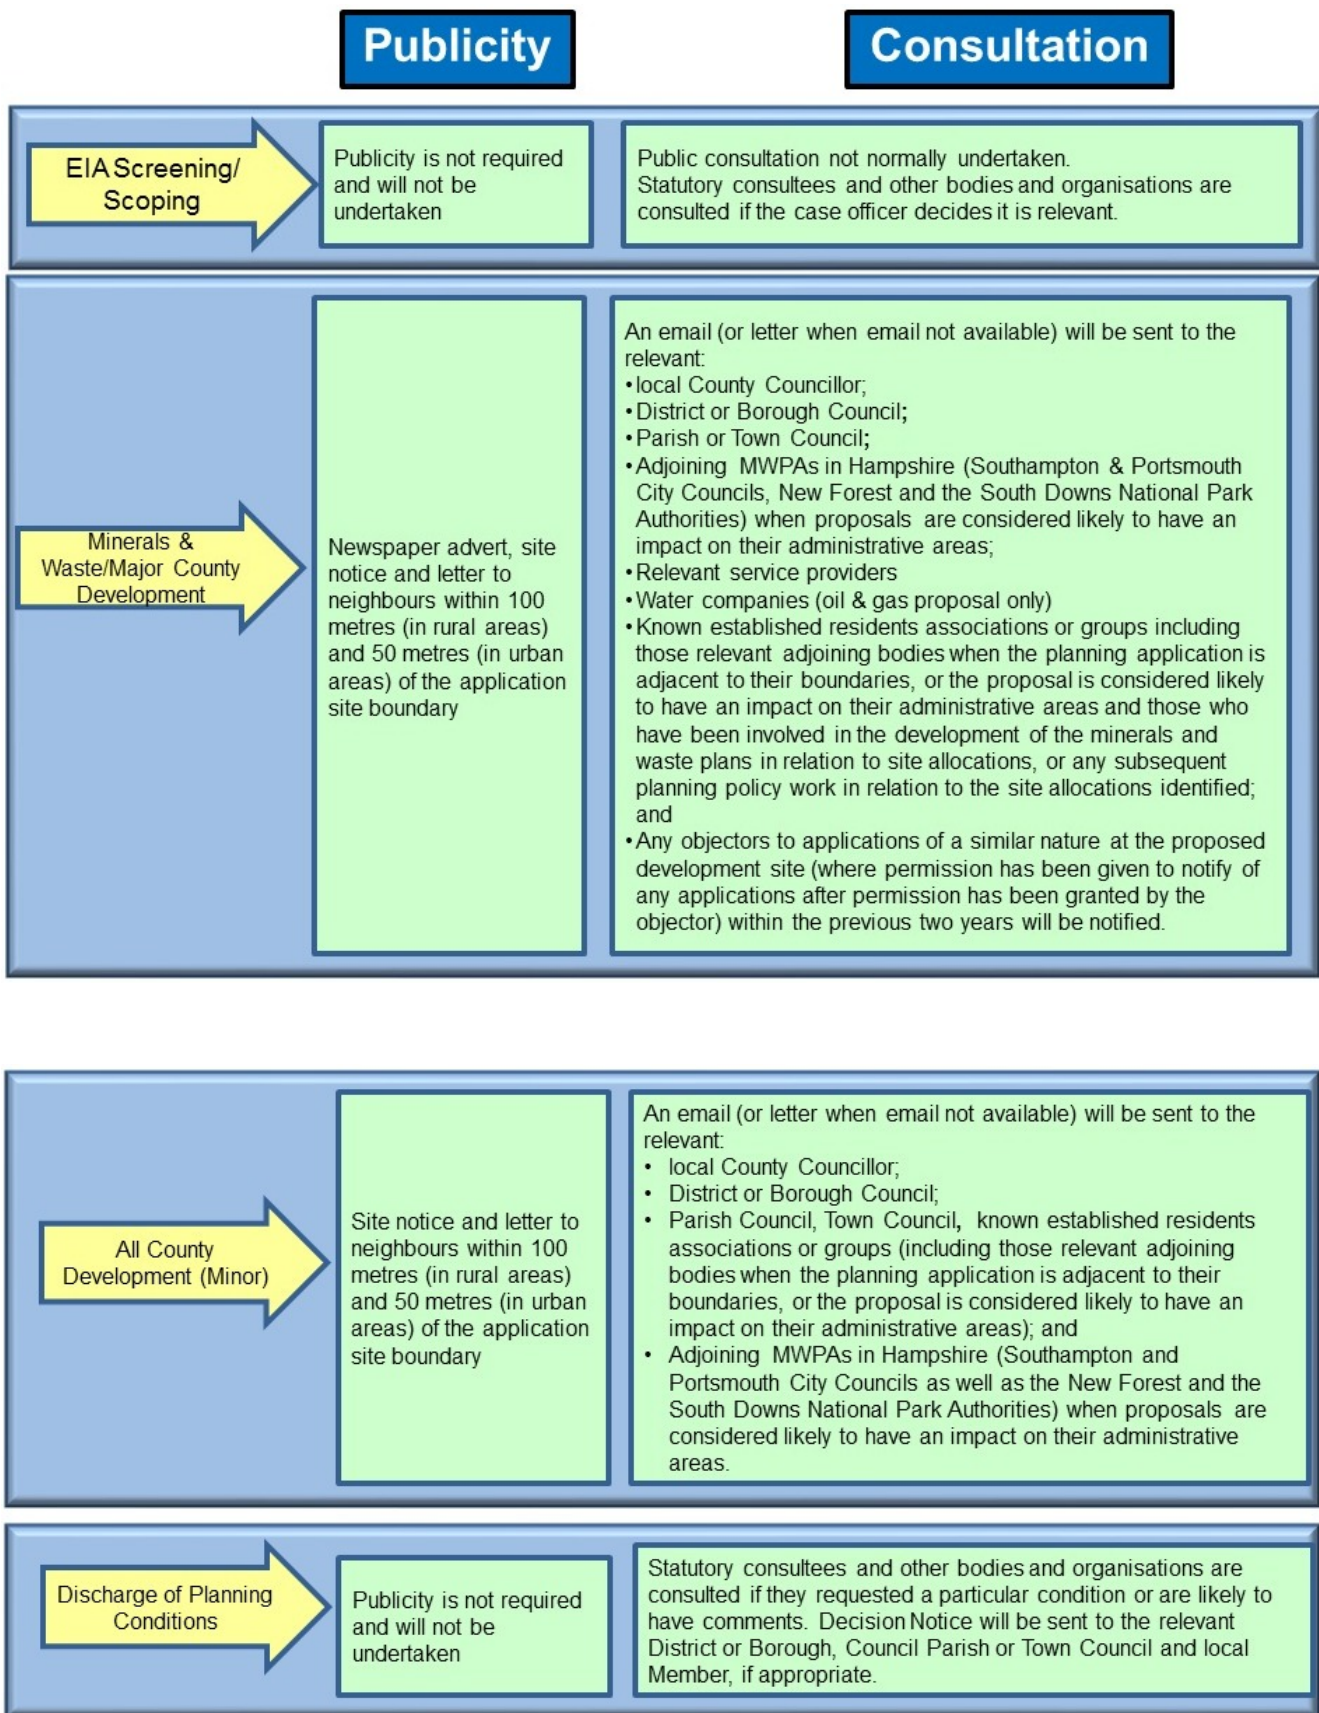 Publicity
Consultation
EIA Screening/
Scoping
Publicity is not required
and will not be
undertaken
Public consultation not normally undertaken.
Statutory consultees and other bodies and organisations are
consulted if the case officer decides it is relevant.
Minerals &
Waste/Major County
Development
Newspaper advert, site
notice and letter to
neighbours within 100
metres (in rural areas)
and 50 metres (in urban
areas) of the application
site boundary
An email (or letter when email not available) will be sent to the
relevant:
•local County Councillor;
•District or Borough Council;
•Parish or Town Council;
•Adjoining MWPAs in Hampshire (Southampton & Portsmouth
City Councils, New Forest and the South Downs National Park
Authorities) when proposals are considered likely to have an
impact on their administrative areas;
•Relevant service providers
•Water companies (oil & gas proposal only)
•Known established residents associations or groups including
those relevant adjoining bodies when the planning application is
adjacent to their boundaries, or the proposal is considered likely
to have an impact on their administrative areas and those who
have been involved in the development of the minerals and
waste plans in relation to site allocations, or any subsequent
planning policy work in relation to the site allocations identified;
and
•Any objectors to applications of a similar nature at the proposed
development site (where permission has been given to notify of
any applications after permission has been granted by the
objector) within the previous two years will be notified.
All County
Development (Minor)
Site notice and letter to
neighbours within 100
metres (in rural areas)
and 50 metres (in urban
areas) of the application
site boundary
An email (or letter when email not available) will be sent to the
relevant:
• local County Councillor;
• District or Borough Council;
• Parish Council, Town Council, known established residents
associations or groups (including those relevant adjoining
bodies when the planning application is adjacent to their
boundaries, or the proposal is considered likely to have an
impact on their administrative areas); and
• Adjoining MWPAs in Hampshire (Southampton and
Portsmouth City Councils as well as the New Forest and the
South Downs National Park Authorities) when proposals are
considered likely to have an impact on their administrative
areas.
Discharge of Planning
Conditions
Publicity is not required
and will not be
undertaken
Statutory consultees and other bodies and organisations are
consulted if they requested a particular condition or are likely to
have comments. Decision Notice will be sent to the relevant
District or Borough, Council Parish or Town Council and local
Member, if appropriate.